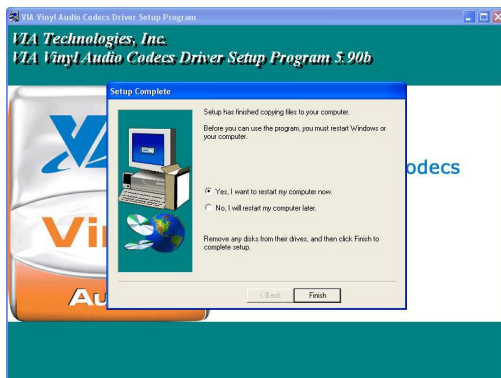 VIA Vinyl Audio Codecs Driver Setup Program
VIA Technologies, Inc.
VIA Vinyl Audio Codecs Driver Setup Program 5.90b
Setup Complete
Setup has finished copying files to your computer.
Before you can use the program, you must restart Windows or
your computer.
Yes, I want to restart my computer now.
No, I will restart my computer later.
Remove any disks from their drives, and then click Finish to
complete setup.
< Back
Finish
odecs
Vi
Au